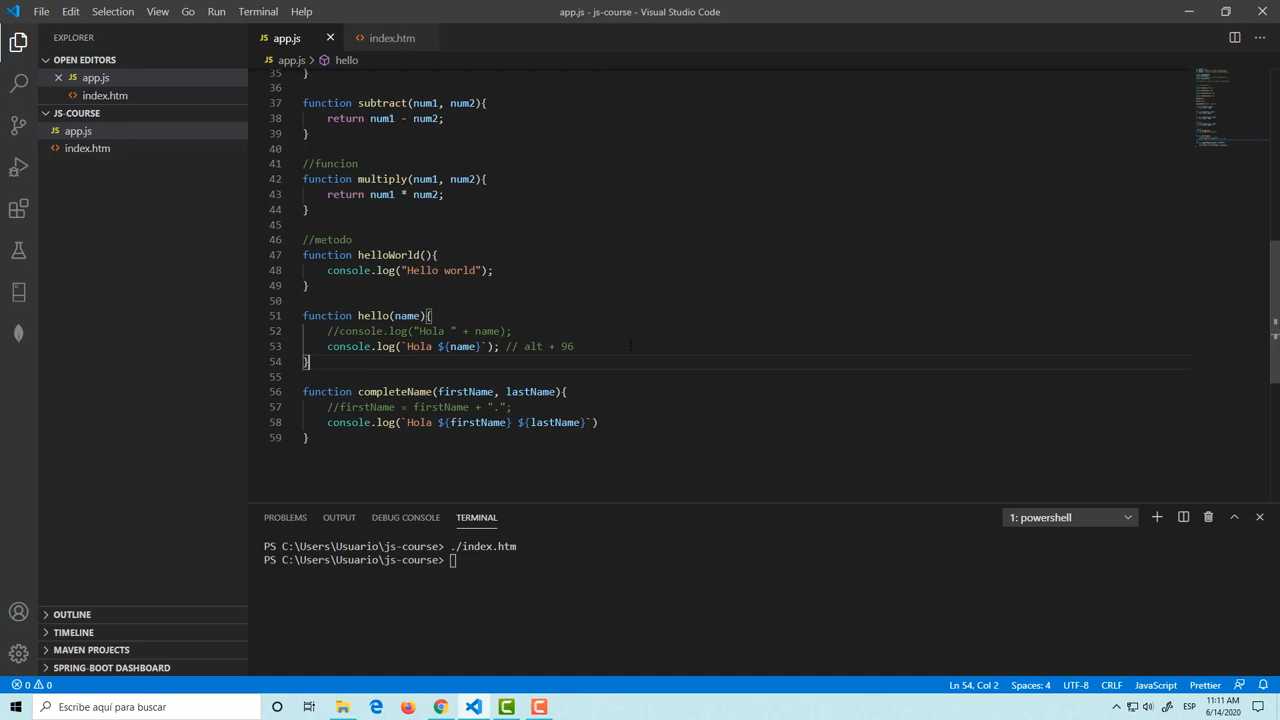 File Edit Selection View Go Run Terminal Help
app.js - js-course - Visual Studio Code
EXPLORER
OPEN EDITORS
JS app.js
index.htm
JS-COURSE
JS app.js
index.htm
OUTLINE
TIMELINE
MAVEN PROJECTS
SPRING-BOOT DASHBOARD
JS app.js
index.htm
JS app.js > hello
35 }
36
37 function subtract(num1, num2){
38 return num1 - num2;
39 }
40
41 //funcion
42 function multiply(num1, num2){
43 return num1 * num2;
44 }
45
46 //metodo
47 function helloWorld(){
48 console.log("Hello world");
49 }
50
51 function hello(name){
52 //console.log("Hola " + name);
53 console.log(`Hola ${name}`); // alt + 96
54 }
55
56 function completeName(firstName, lastName){
57 //firstName = firstName + ".";
58 console.log(`Hola ${firstName} ${lastName}`)
59 }
PROBLEMS OUTPUT DEBUG CONSOLE TERMINAL
1: powershell
PS C:\Users\Usuario\js-course> ./index.htm
PS C:\Users\Usuario\js-course>
0 0
Ln 54, Col 2 Spaces: 4 UTF-8 CRLF JavaScript Prettier
Escribe aquí para buscar
ESP
11:11 AM
6/14/2020